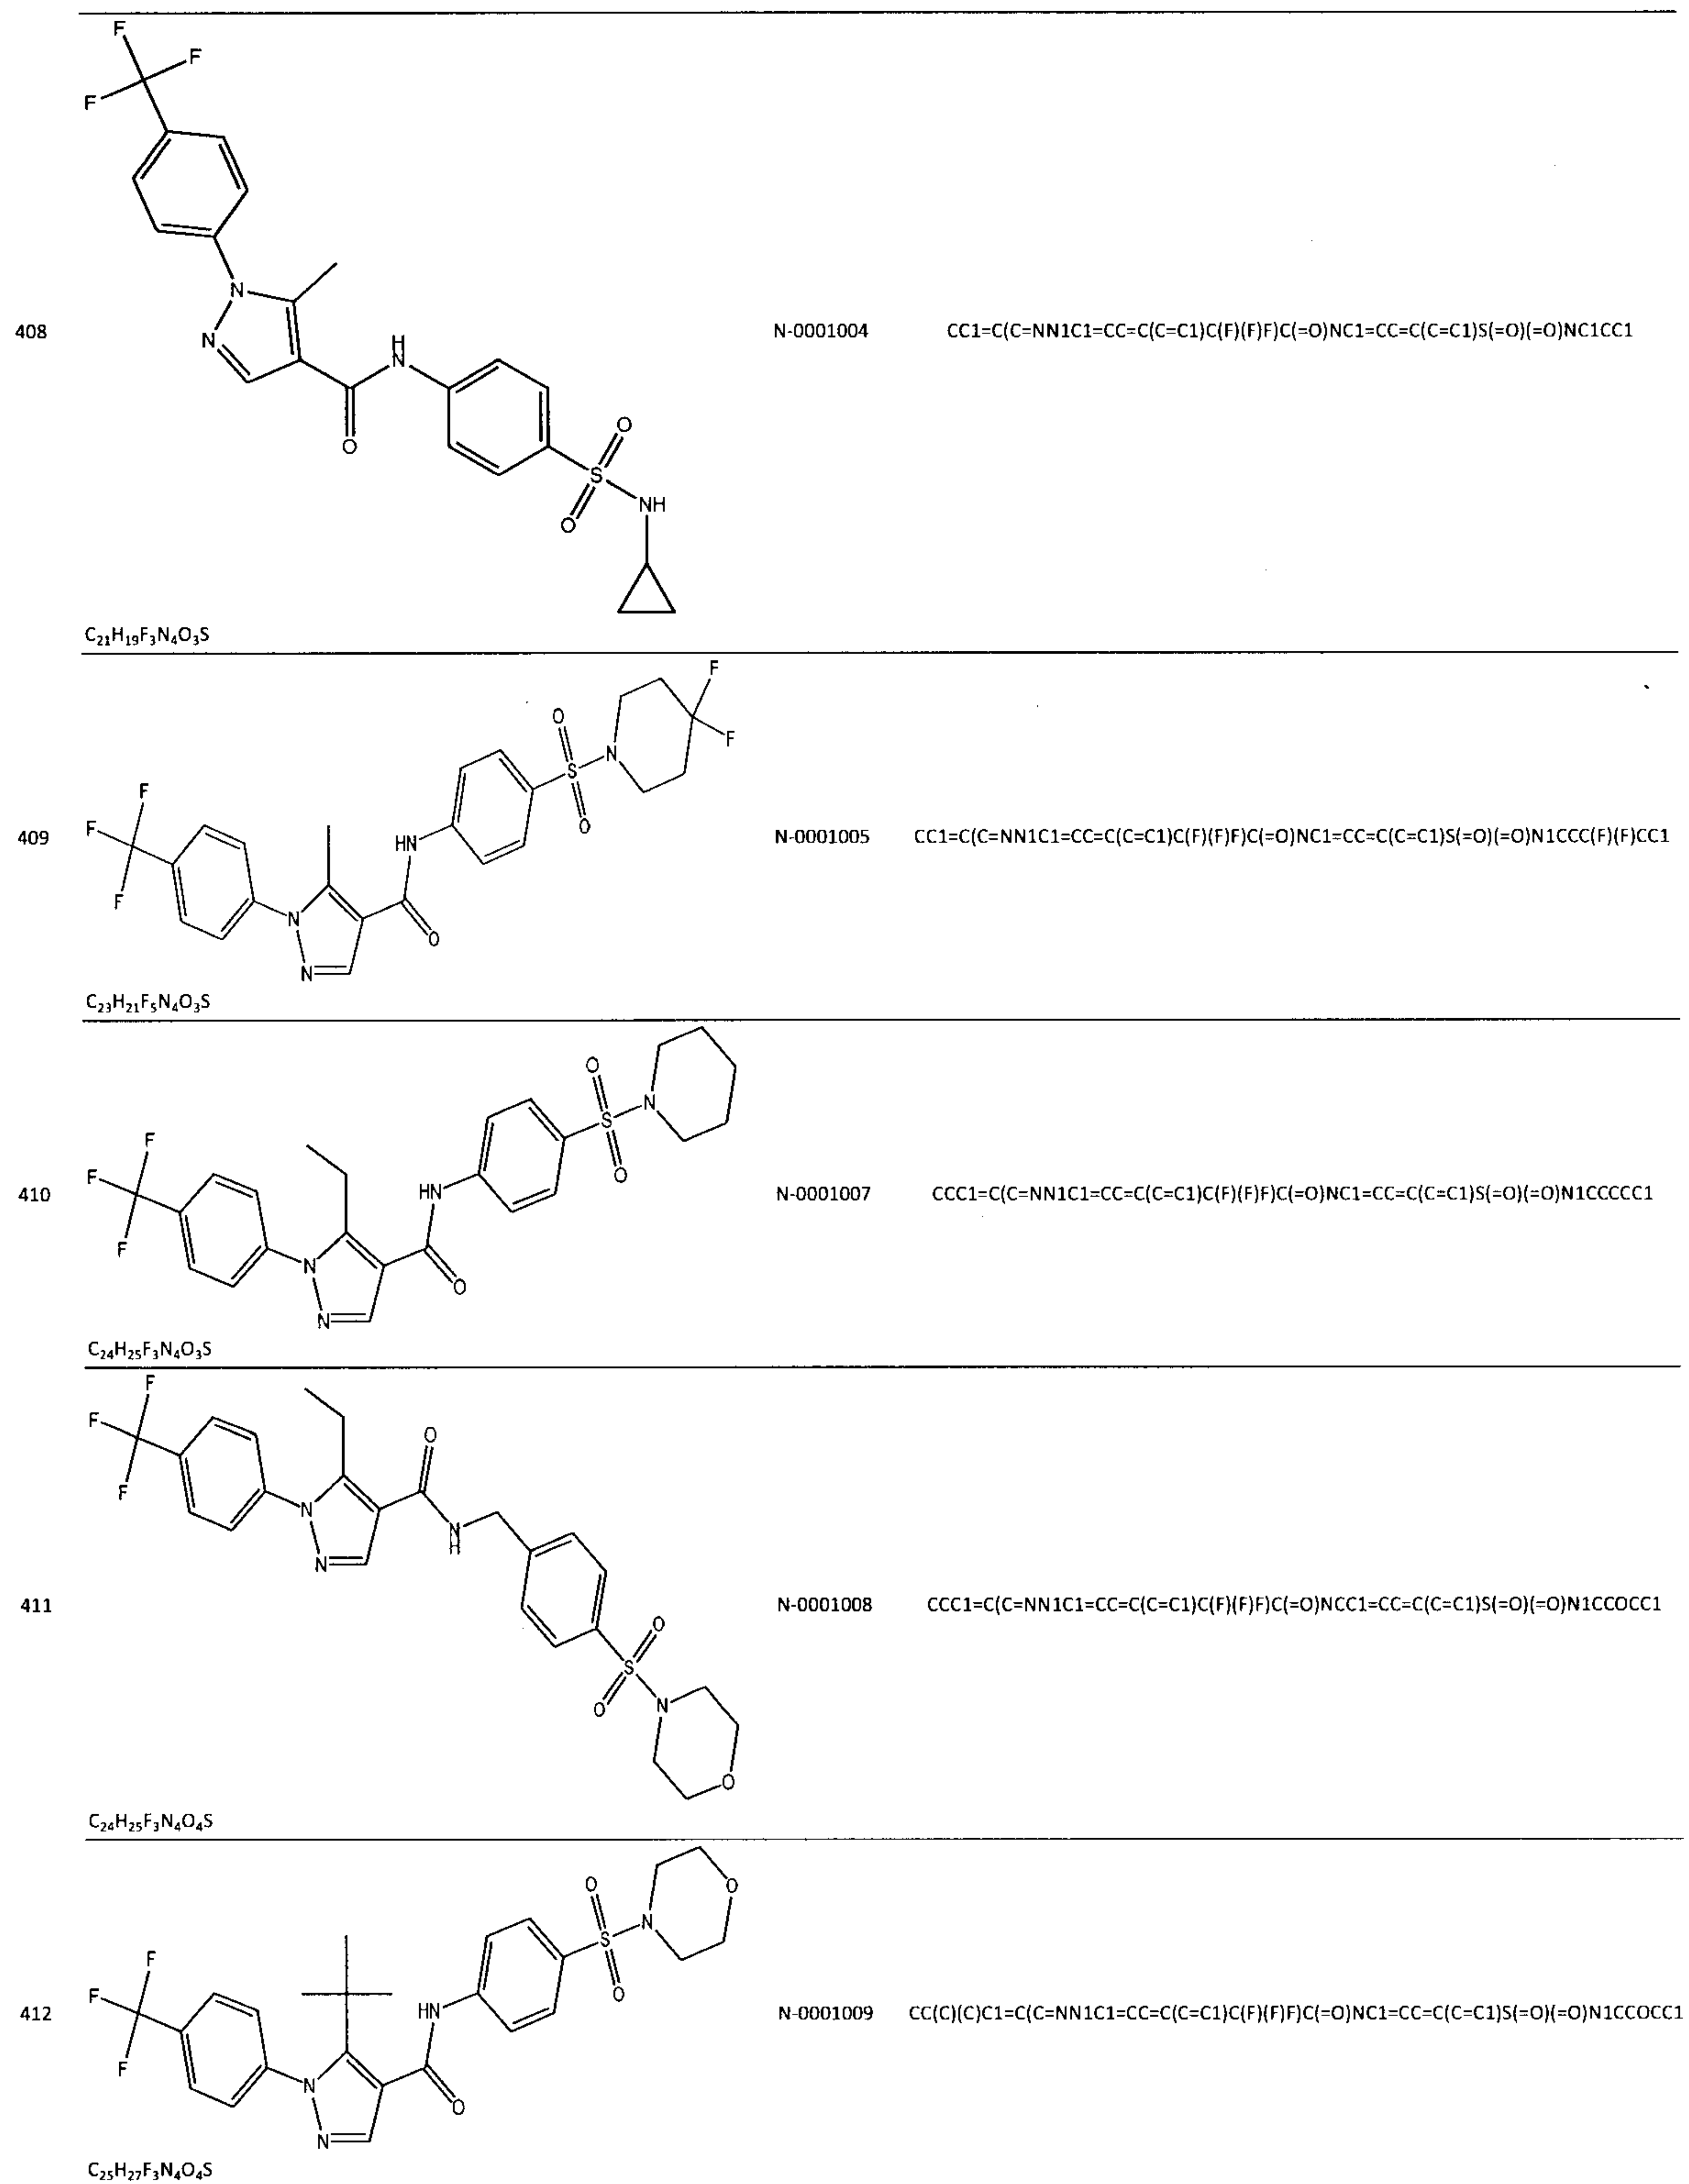 408 N-0001004 CC1=C(C=NN1C1=CC=C(C=C1)C(F)(F)F)C(=O)NC1=CC=C(C=C1)S(=O)(=O)NC1CC1
F
F
F
N
N
H
N
O
O
S
NH
O
C21H19F3N4O3S
409 N-0001005 CC1=C(C=NN1C1=CC=C(C=C1)C(F)(F)F)C(=O)NC1=CC=C(C=C1)S(=O)(=O)N1CCC(F)(F)CC1
F
O
F
N
S
F
O
F
HN
F
N
O
N
C23H21F5N4O3S
410 N-0001007 CCC1=C(C=NN1C1=CC=C(C=C1)C(F)(F)F)C(=O)NC1=CC=C(C=C1)S(=O)(=O)N1CCCCC1
O
N
S
F
O
F
HN
F
N
O
N
C24H25F3N4O3S
411 N-0001008 CCC1=C(C=NN1C1=CC=C(C=C1)C(F)(F)F)C(=O)NCC1=CC=C(C=C1)S(=O)(=O)N1CCOCC1
F
F
O
F
N
N
H
N
O
S
O
N
O
C24H25F3N4O4S
412 N-0001009 CC(C)(C)C1=C(C=NN1C1=CC=C(C=C1)C(F)(F)F)C(=O)NC1=CC=C(C=C1)S(=O)(=O)N1CCOCC1
O
O
N
S
F
O
F
HN
F
N
O
N
C25H27F3N4O4S